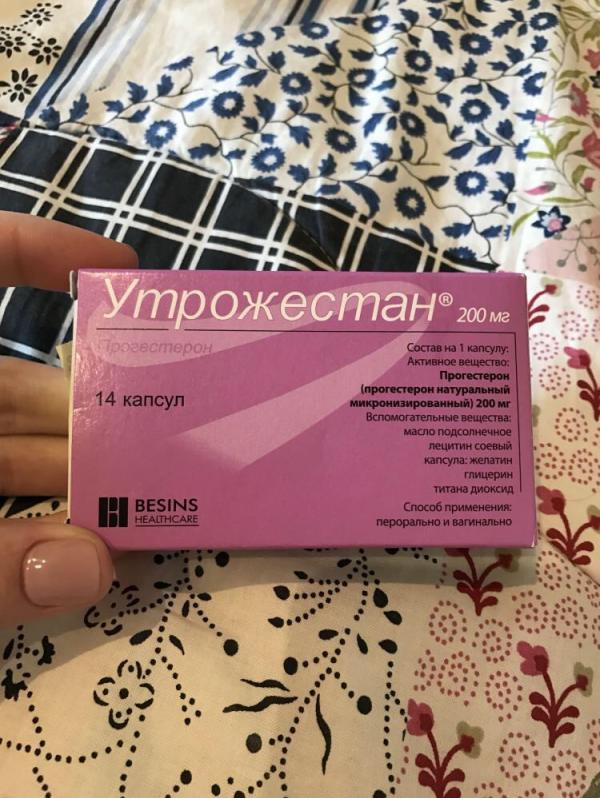 Утрожестан® 200 мг
Прогестерон
14 капсул
Состав на 1 капсулу:
Активное вещество:
Прогестерон
(прогестерон натуральный
микронизированный) 200 мг
Вспомогательные вещества:
масло подсолнечное
лецитин соевый
капсула: желатин
глицерин
титана диоксид
Способ применения:
перорально и вагинально
BESINS
HEALTHCARE